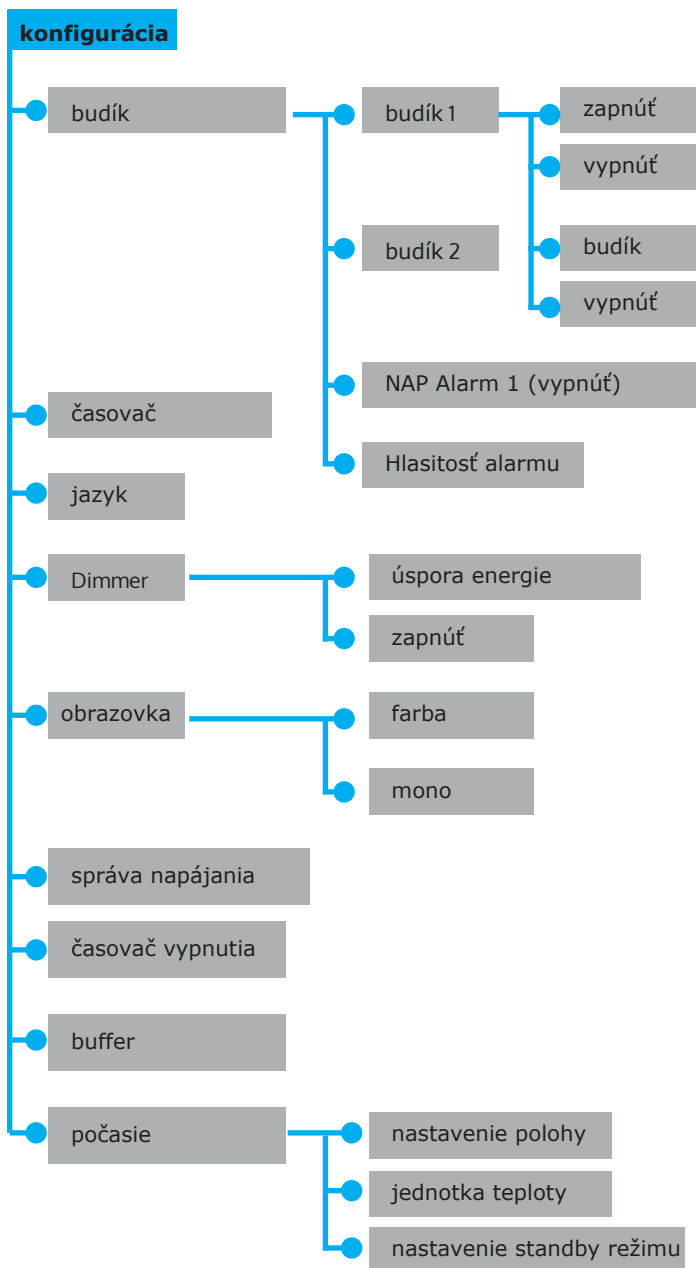 konfigurácia
budík
budík 1
zapnúť
vypnúť
budík 2
budík
vypnúť
NAP Alarm 1 (vypnúť)
časovač
Hlasitosť alarmu
jazyk
Dimmer
úspora energie
zapnúť
obrazovka
farba
mono
správa napájania
časovač vypnutia
buffer
počasie
nastavenie polohy
jednotka teploty
nastavenie standby režimu